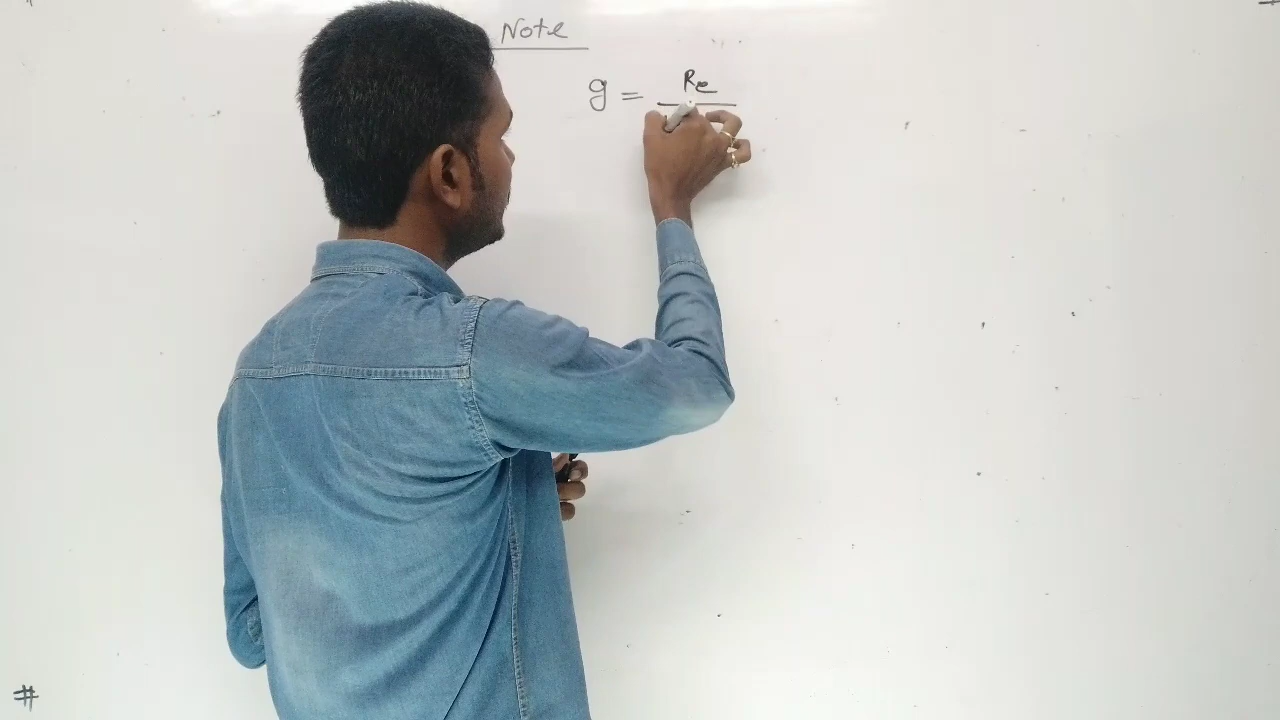 Note
g = Re
#